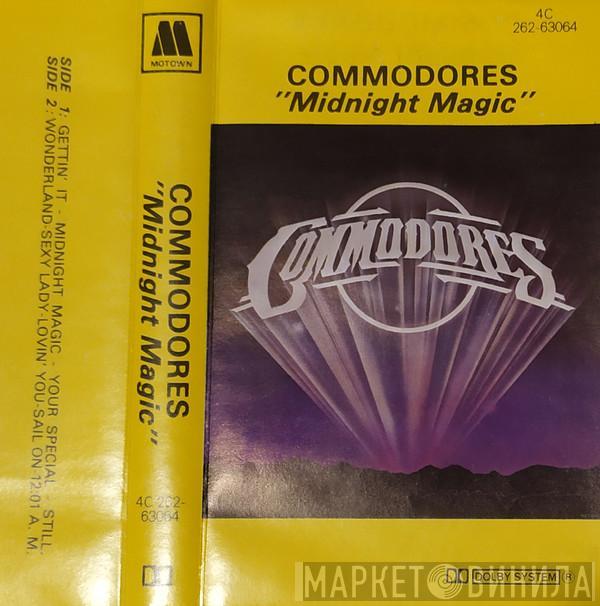 SIDE 1: GETTIN' IT - MIDNIGHT MAGIC - YOUR SPECIAL - STILL.
SIDE 2: WONDERLAND-SEXY LADY-LOVIN' YOU-SAIL ON-12:01 A.M.
MOTOWN
COMMODORES
"Midnight Magic"
4C 262-
63064
4C
262-63064
COMMODORES
"Midnight Magic"
COMMODORES
DOLBY SYSTEM ®
МАРКЕТ ВИНИЛА